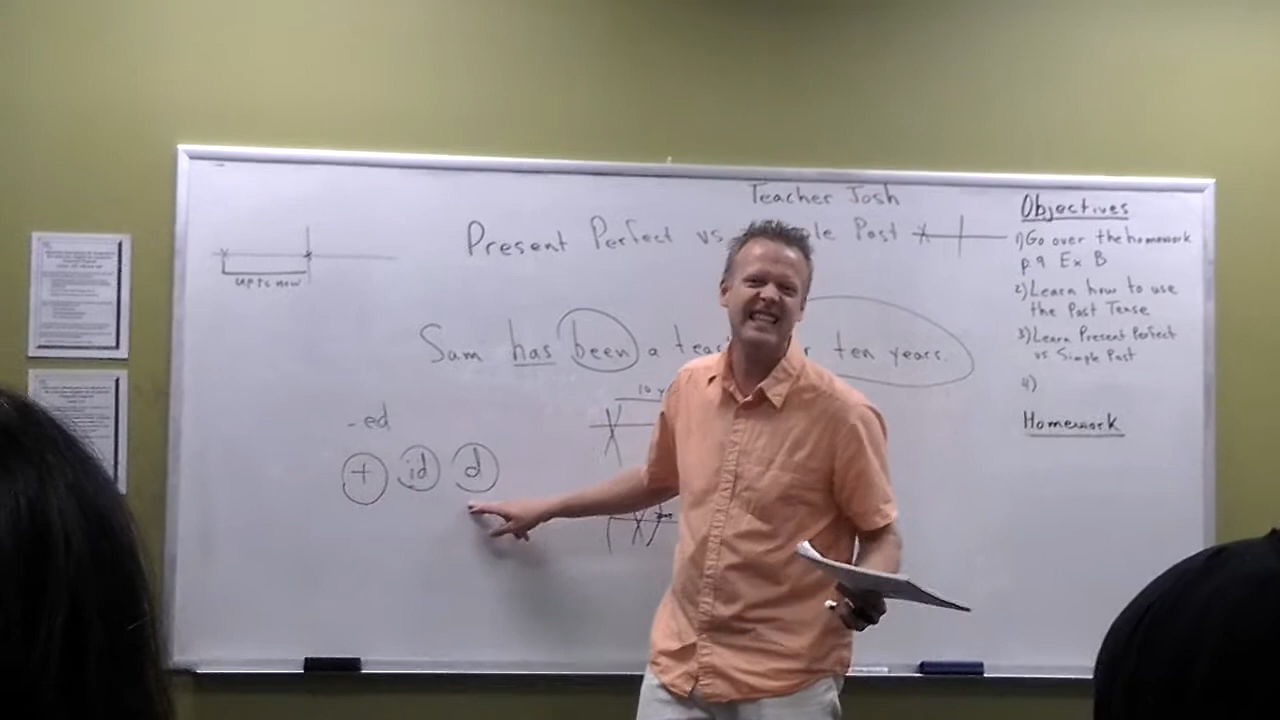 Teacher Josh
Present Perfect vs ple Past
up to now
Sam has been a teac r ten years.
10 y
-ed
t id d
Objectives
1) Go over the homework
p. 9 Ex B
2) Learn how to use
the Past Tense
3) Learn Present Perfect
vs Simple Past
4)
Homework